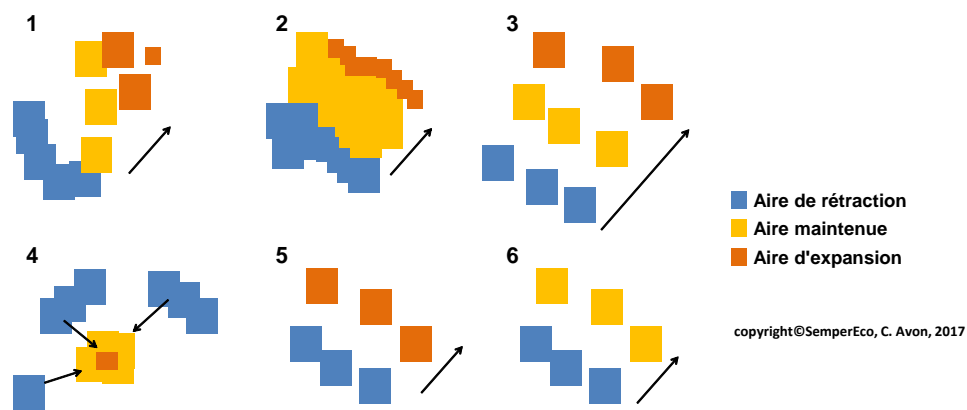 1
2
3
Aire de rétraction
Aire maintenue
Aire d'expansion
4
5
6
copyright©SemperEco, C. Avon, 2017